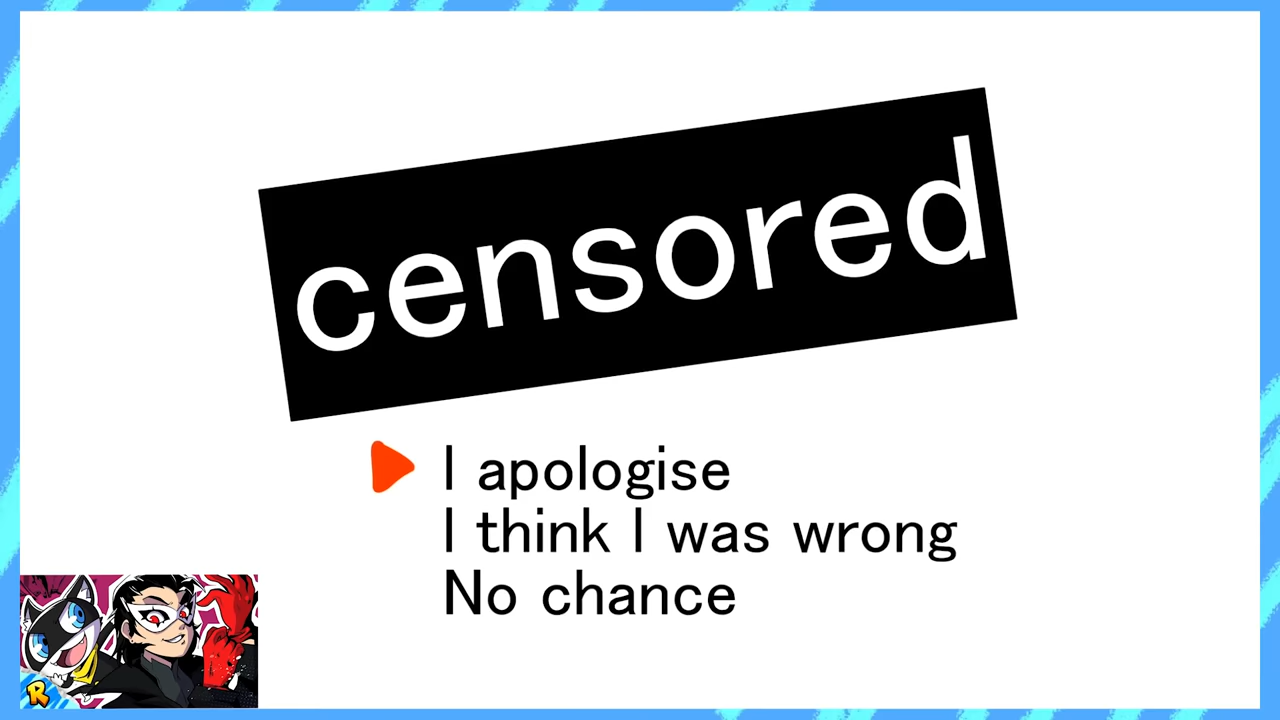 censored
I apologise
I think I was wrong
No chance
R